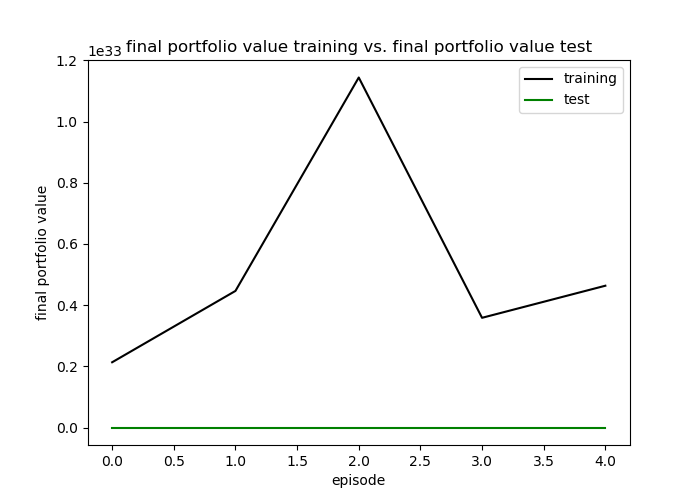 final portfolio value training vs. final portfolio value test
1e33
1.2
1.0
0.8
0.6
0.4
0.2
0.0
final portfolio value
training
test
0.0 0.5 1.0 1.5 2.0 2.5 3.0 3.5 4.0
episode